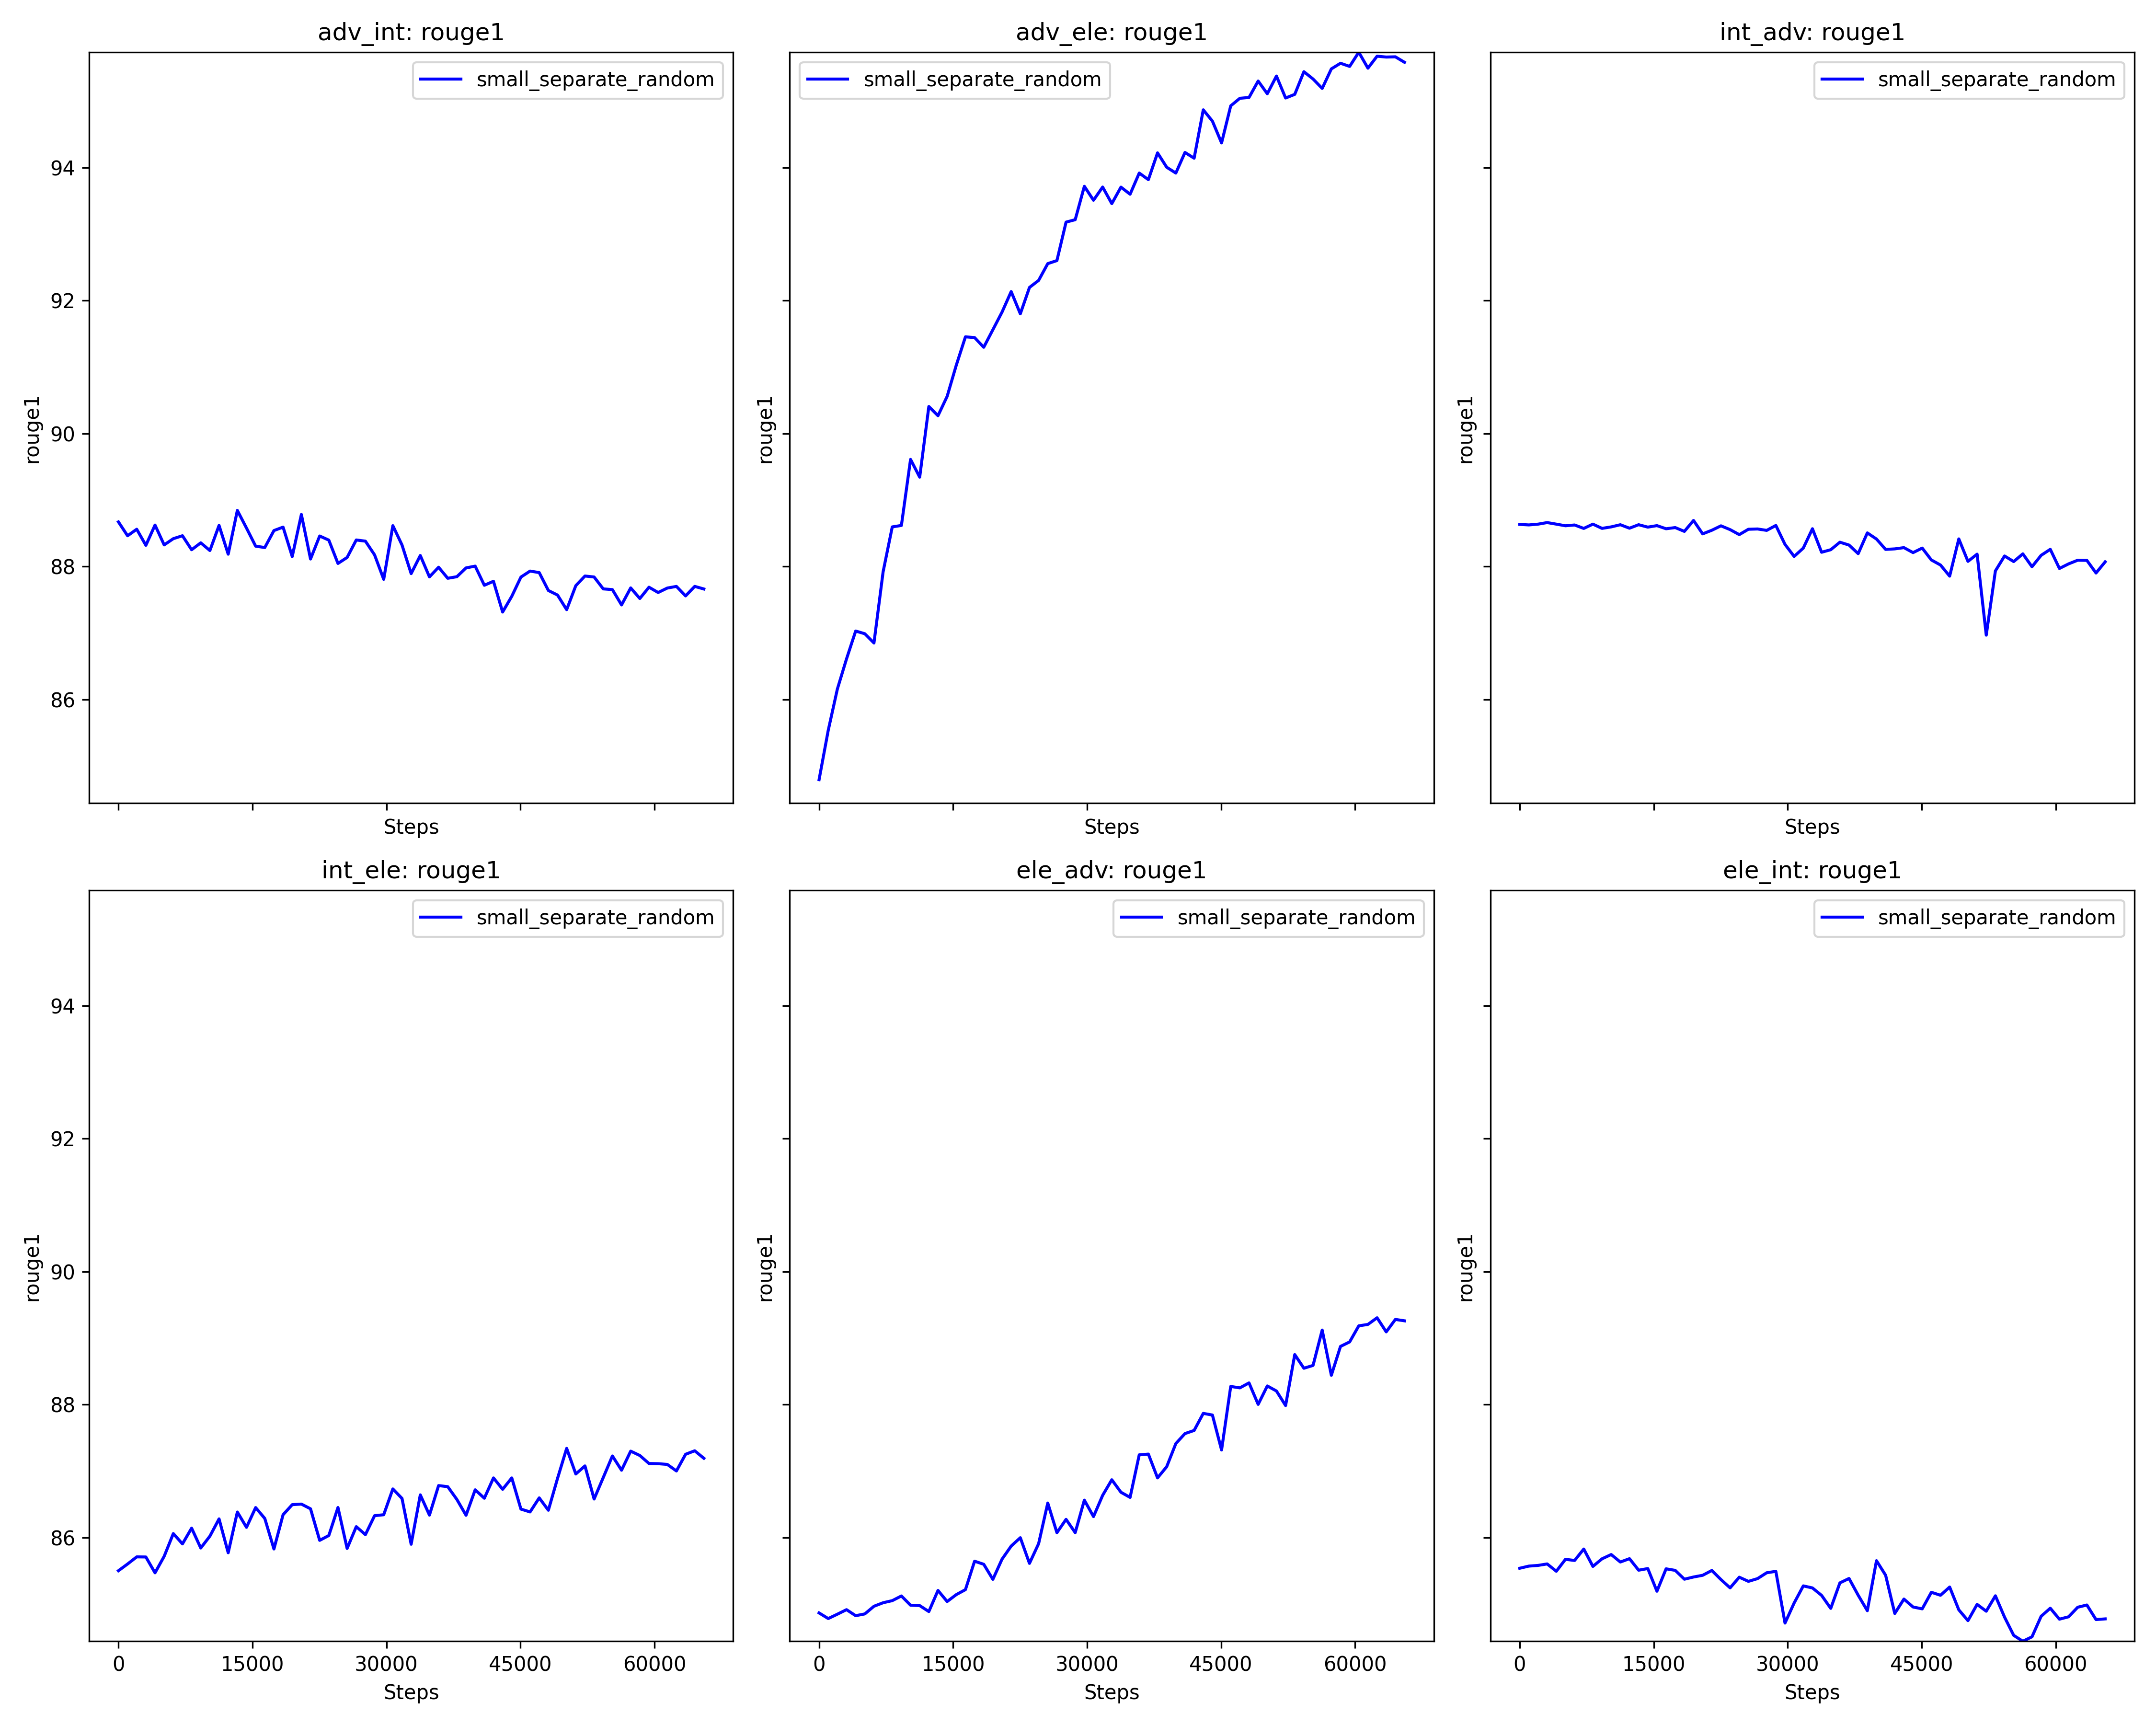 adv_int: rouge1
small_separate_random
94
92
90
88
86
rouge1
Steps
adv_ele: rouge1
small_separate_random
rouge1
Steps
int_adv: rouge1
small_separate_random
rouge1
Steps
int_ele: rouge1
small_separate_random
94
92
90
88
86
rouge1
0 15000 30000 45000 60000
Steps
ele_adv: rouge1
small_separate_random
rouge1
0 15000 30000 45000 60000
Steps
ele_int: rouge1
small_separate_random
rouge1
0 15000 30000 45000 60000
Steps